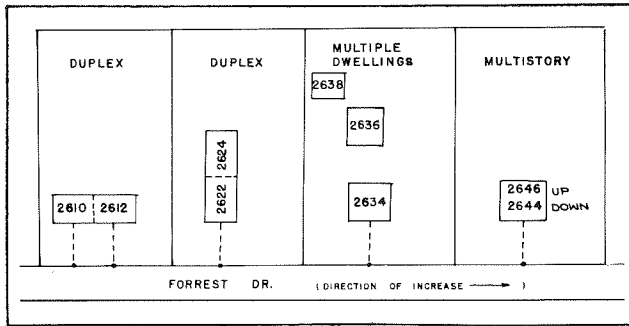 DUPLEX
DUPLEX
MULTIPLE
DWELLINGS
MULTISTORY
2638
2636
2624
2622
2610 2612
2634
2646 UP
2644 DOWN
FORREST DR. (DIRECTION OF INCREASE → )